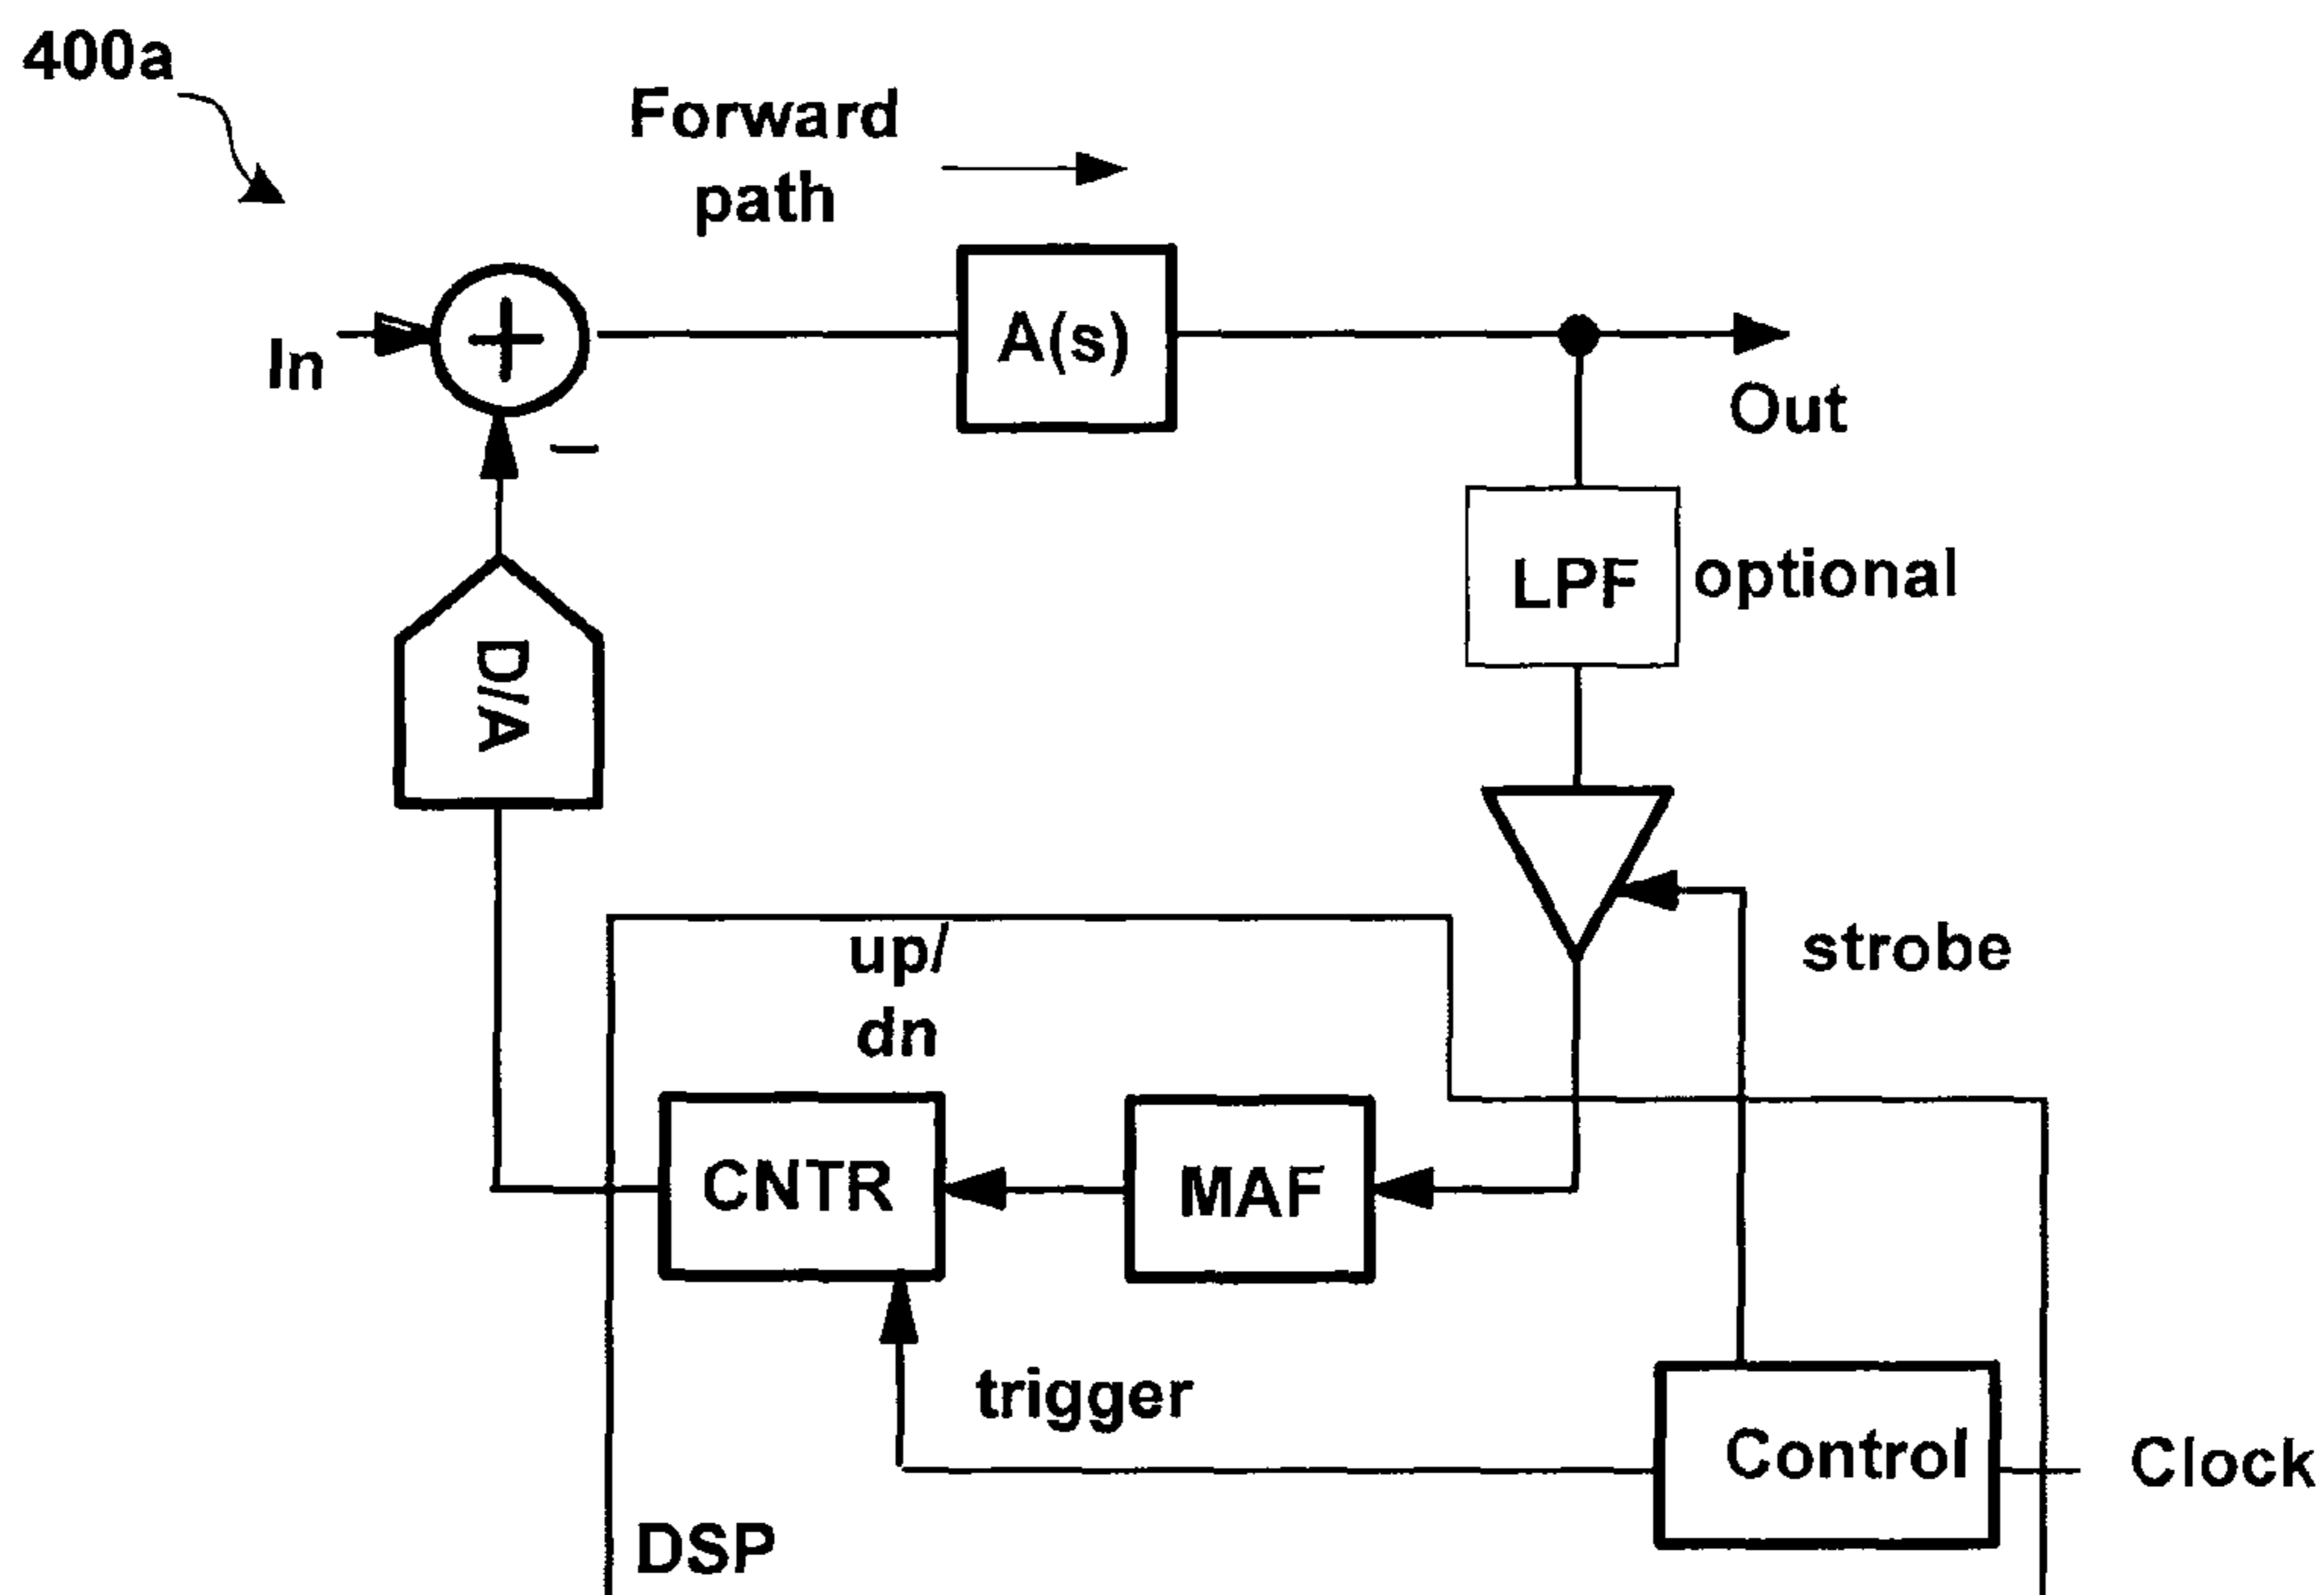 400a
Forward
path
In
+
A(s)
Out
–
LPF
optional
D/A
up/
dn
strobe
CNTR
MAF
trigger
Control
Clock
DSP